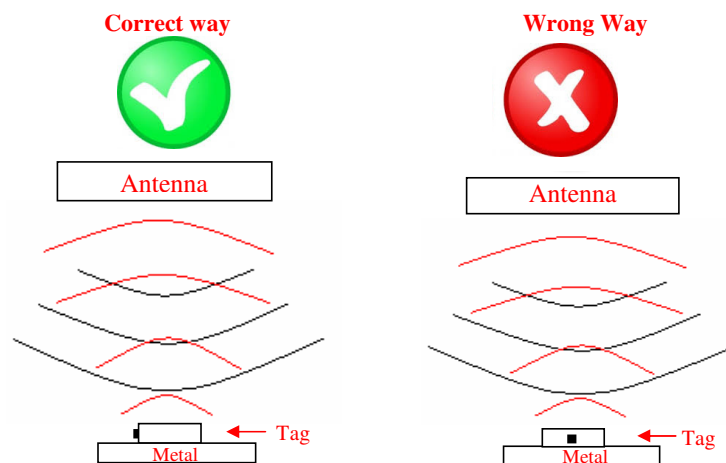 Correct way
Antenna
Tag
Metal
Wrong Way
Antenna
Tag
Metal